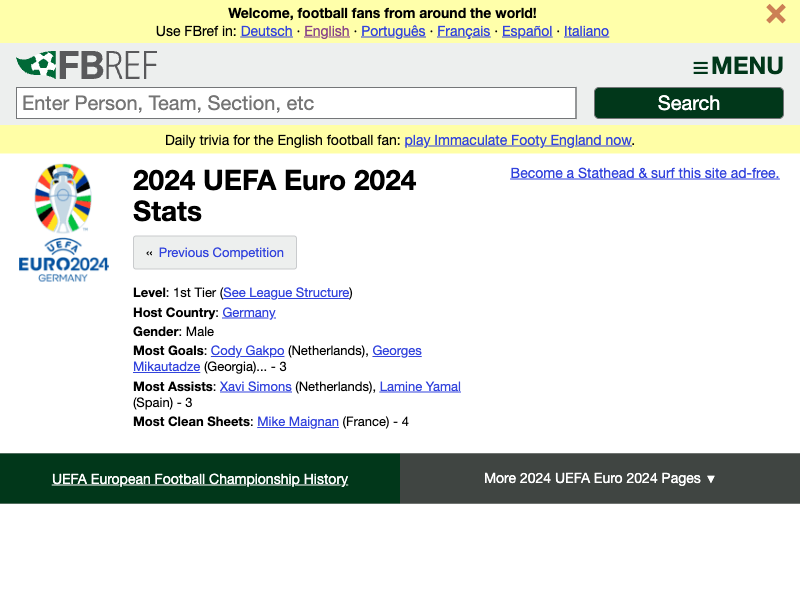 Welcome, football fans from around the world!
Use FBref in: Deutsch · English · Português · Français · Español · Italiano
FBREF
≡MENU
Enter Person, Team, Section, etc
Search
Daily trivia for the English football fan: play Immaculate Footy England now.
UEFA
EURO2024
GERMANY
2024 UEFA Euro 2024
Stats
« Previous Competition
Level: 1st Tier (See League Structure)
Host Country: Germany
Gender: Male
Most Goals: Cody Gakpo (Netherlands), Georges
Mikautadze (Georgia)... - 3
Most Assists: Xavi Simons (Netherlands), Lamine Yamal
(Spain) - 3
Most Clean Sheets: Mike Maignan (France) - 4
Become a Stathead & surf this site ad-free.
UEFA European Football Championship History
More 2024 UEFA Euro 2024 Pages ▼